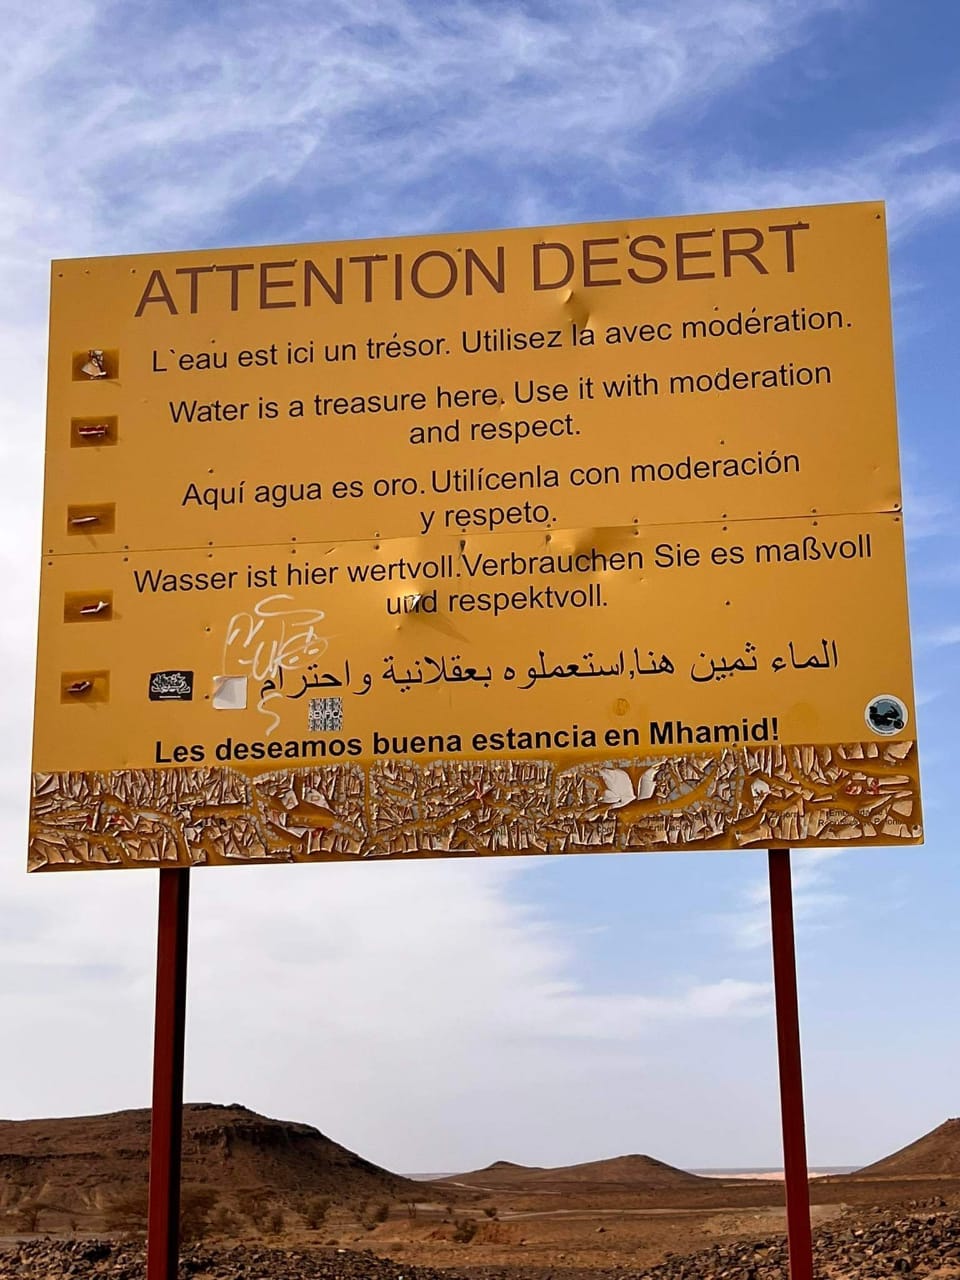 ATTENTION DESERT
L`eau est ici un trésor. Utilisez la avec modération.
Water is a treasure here. Use it with moderation
and respect.
Aquí agua es oro. Utilícenla con moderación
y respeto.
Wasser ist hier wertvoll.Verbrauchen Sie es maßvoll
und respektvoll.
الماء ثمين هنا,استعملوه بعقلانية و احترام .
Les deseamos buena estancia en Mhamid!